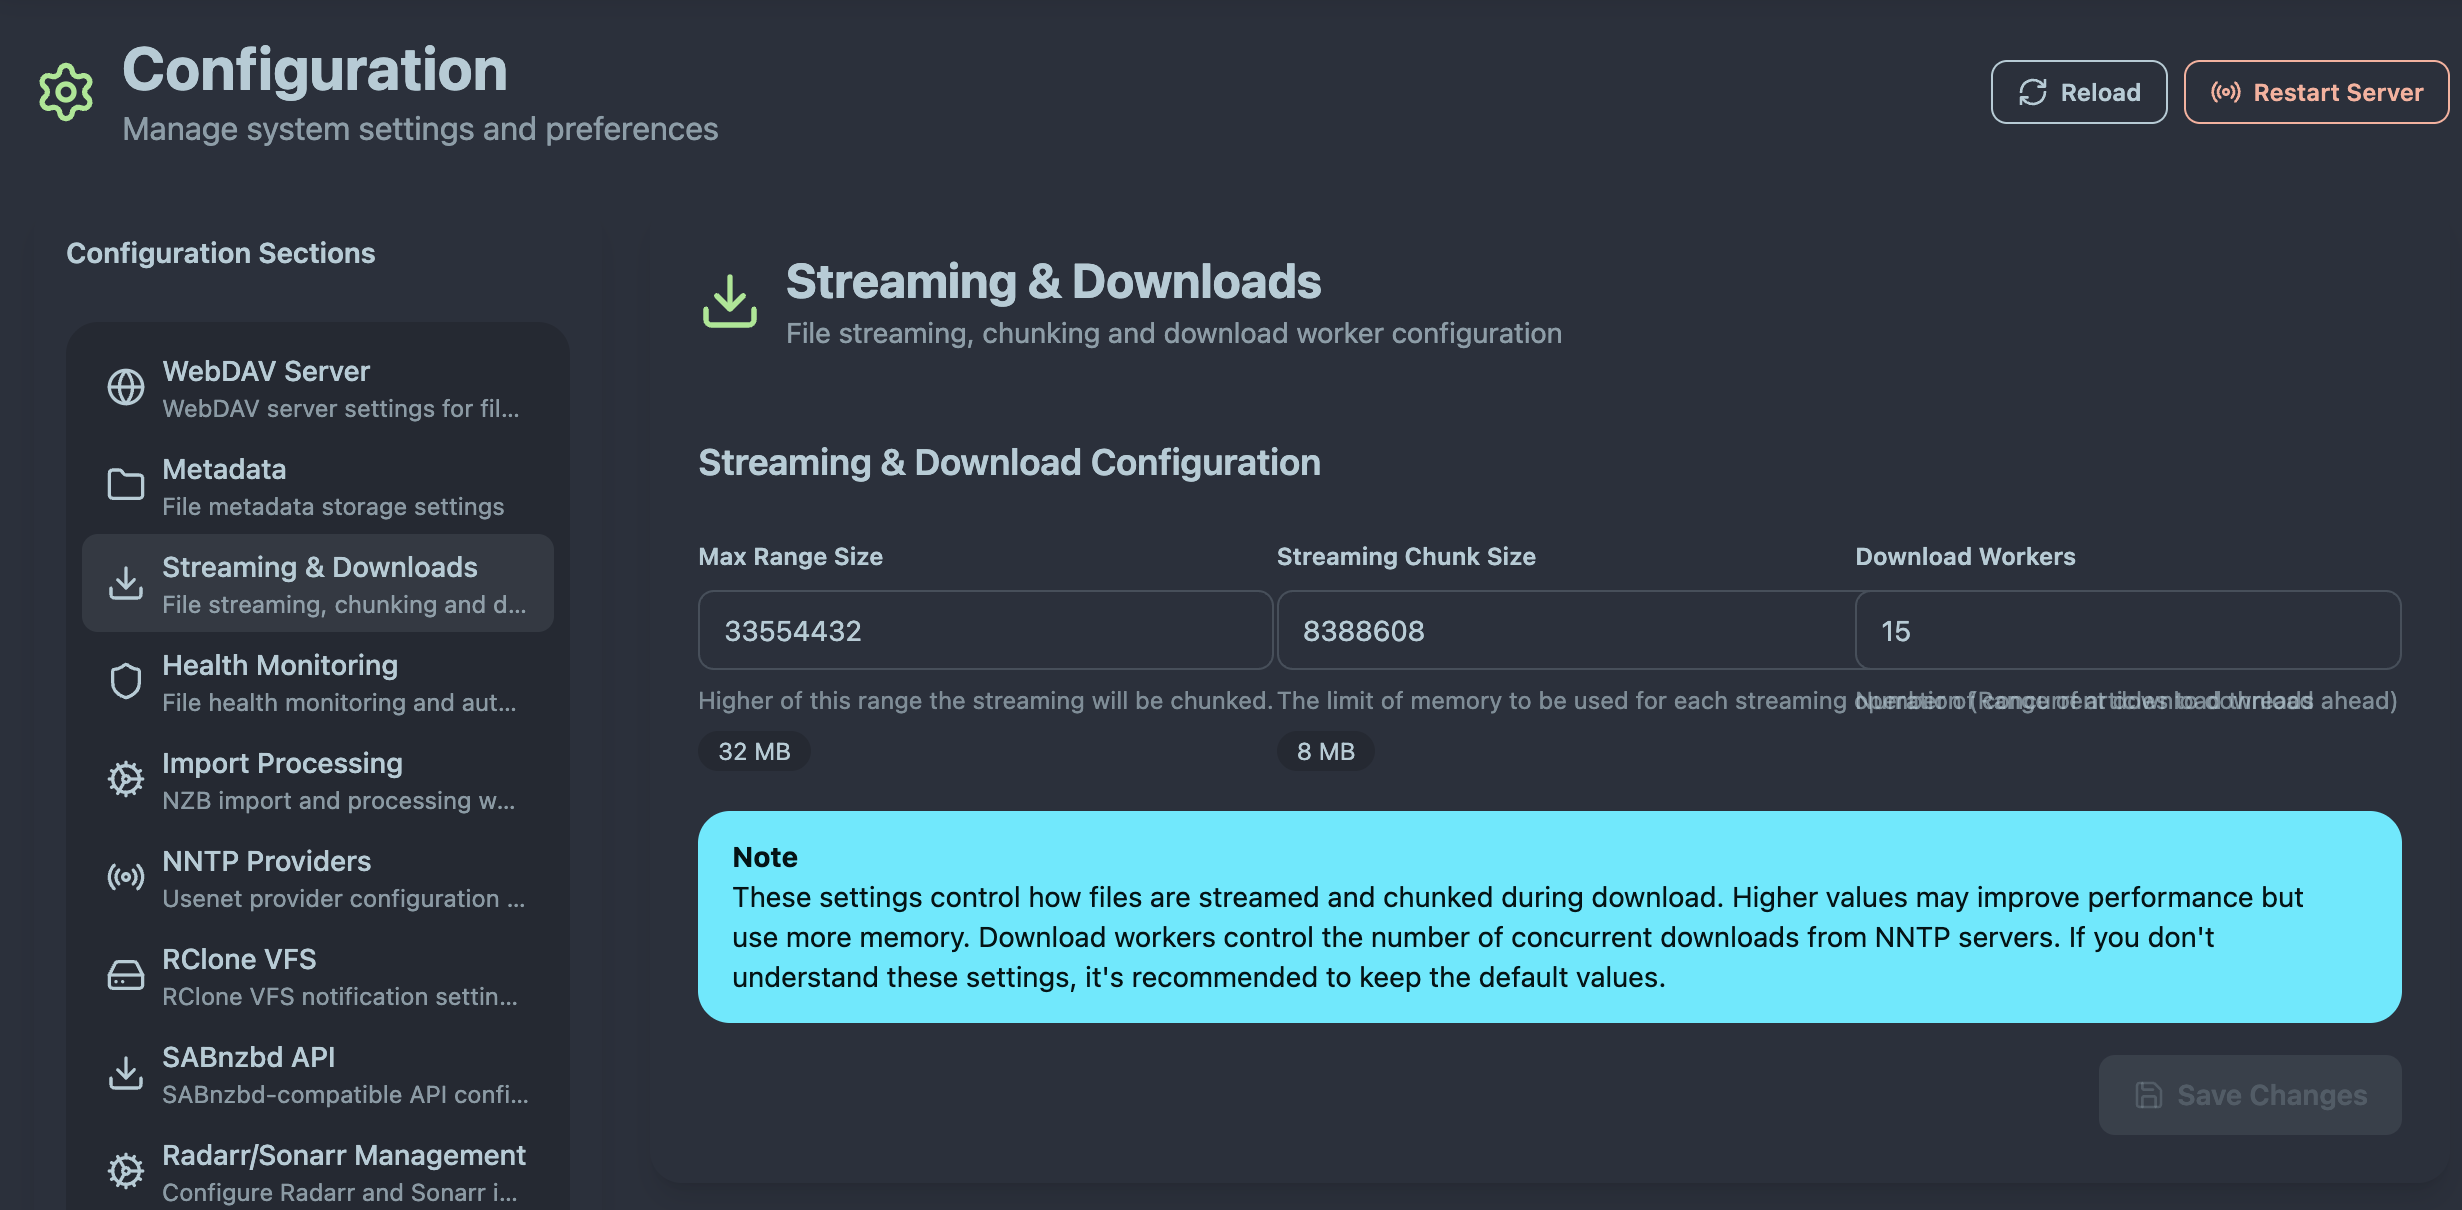 Configuration
Manage system settings and preferences
Reload
Restart Server
Configuration Sections
WebDAV Server
WebDAV server settings for fil...
Metadata
File metadata storage settings
Streaming & Downloads
File streaming, chunking and d...
Health Monitoring
File health monitoring and aut...
Import Processing
NZB import and processing w...
NNTP Providers
Usenet provider configuration ...
RClone VFS
RClone VFS notification settin...
SABnzbd API
SABnzbd-compatible API confi...
Radarr/Sonarr Management
Configure Radarr and Sonarr i...
Streaming & Downloads
File streaming, chunking and download worker configuration
Streaming & Download Configuration
Max Range Size
33554432
Higher of this range the streaming will be chunked.
32 MB
Streaming Chunk Size
8388608
The limit of memory to be used for each streaming operation (Range of articles to download ahead)
8 MB
Download Workers
15
Number of concurrent download threads
Note
These settings control how files are streamed and chunked during download. Higher values may improve performance but
use more memory. Download workers control the number of concurrent downloads from NNTP servers. If you don't
understand these settings, it's recommended to keep the default values.
Save Changes